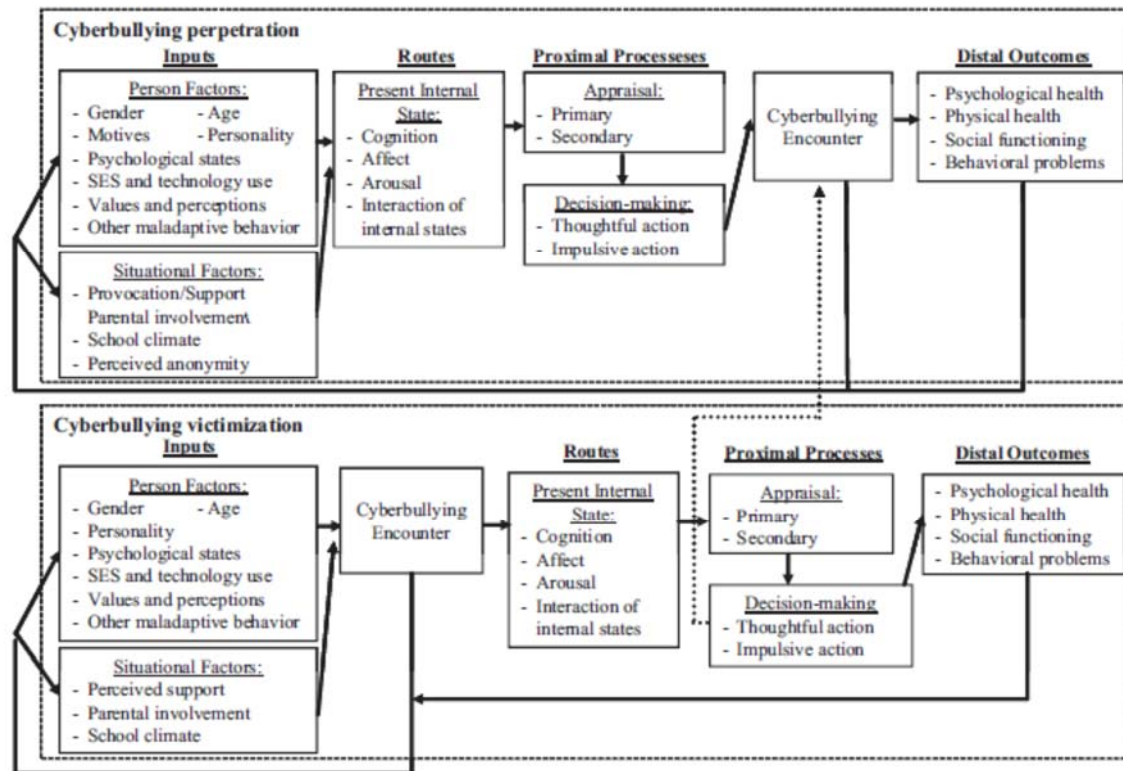 Cyberbullying perpetration
Inputs
Person Factors:
- Gender - Age
- Motives - Personality
- Psychological states
- SES and technology use
- Values and perceptions
- Other maladaptive behavior
Situational Factors:
- Provocation/Support
Parental involvement
- School climate
- Perceived anonymity
Routes
Present Internal
State:
- Cognition
- Affect
- Arousal
- Interaction of
internal states
Proximal Processeses
Appraisal:
- Primary
- Secondary
Decision-making:
- Thoughtful action
- Impulsive action
Cyberbullying
Encounter
Distal Outcomes
- Psychological health
- Physical health
- Social functioning
- Behavioral problems
Cyberbullying victimization
Inputs
Person Factors:
- Gender - Age
- Personality
- Psychological states
- SES and technology use
- Values and perceptions
- Other maladaptive behavior
Situational Factors:
- Perceived support
- Parental involvement
- School climate
Cyberbullying
Encounter
Routes
Present Internal
State:
- Cognition
- Affect
- Arousal
- Interaction of
internal states
Proximal Processes
Appraisal:
- Primary
- Secondary
Decision-making
- Thoughtful action
- Impulsive action
Distal Outcomes
- Psychological health
- Physical health
- Social functioning
- Behavioral problems